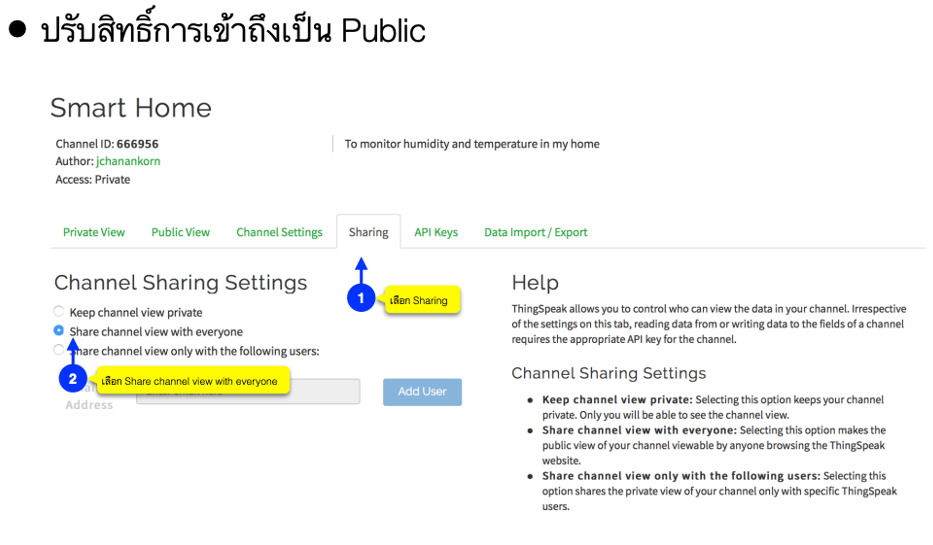 ● ปรับสิทธิ์การเข้าถึงเป็น Public
Smart Home
Channel ID: 666956
Author: jchanankorn
Access: Private
To monitor humidity and temperature in my home
Private View Public View Channel Settings Sharing API Keys Data Import / Export
Channel Sharing Settings
Keep channel view private
Share channel view with everyone
Share channel view only with the following users:
1 เลือก Sharing
2 เลือก Share channel view with everyone
Address
Add User
Help
ThingSpeak allows you to control who can view the data in your channel. Irrespective
of the settings on this tab, reading data from or writing data to the fields of a channel
requires the appropriate API key for the channel.
Channel Sharing Settings
● Keep channel view private: Selecting this option keeps your channel
private. Only you will be able to see the channel view.
● Share channel view with everyone: Selecting this option makes the
public view of your channel viewable by anyone browsing the ThingSpeak
website.
● Share channel view only with the following users: Selecting this
option shares the private view of your channel only with specific ThingSpeak
users.